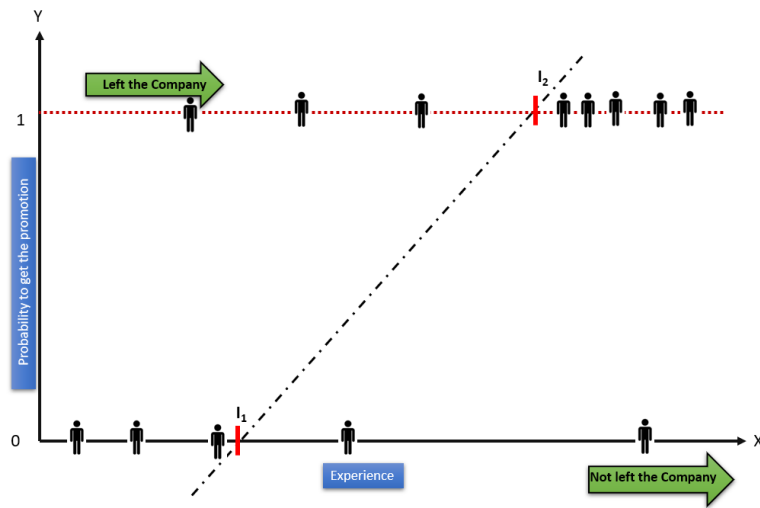 Y
Left the Company
I2
1
Probability to get the promotion
I1
0
X
Experience
Not left the Company